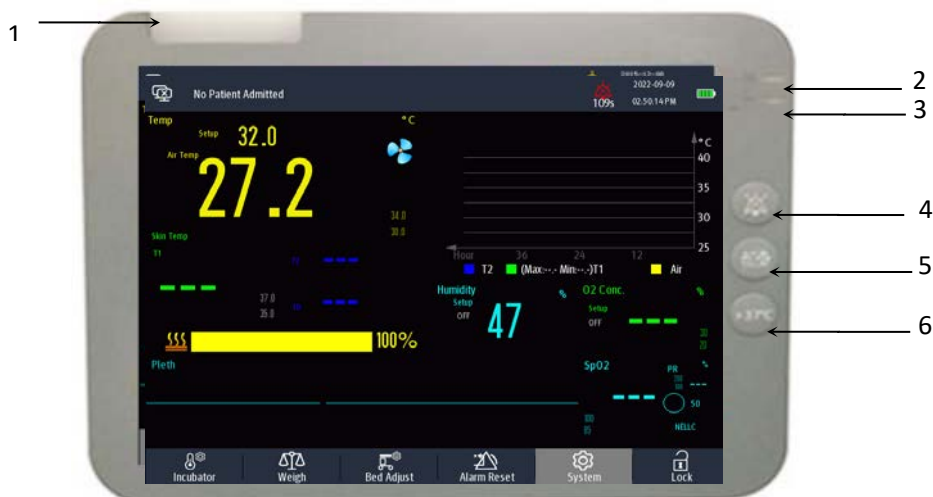 1
2
3
4
5
6
No Patient Admitted
109s
2022-09-09
02:50:14 PM
Temp
°C
Setup 32.0
Air Temp
27.2
34.0
30.0
Skin Temp
T1
---
T2 ---
---
37.0
35.0
100%
°C
40
35
30
25
Hour 36 24 12
T2 (Max:--.- Min:--.-)T1 Air
Humidity %
Setup
OFF
47
O2 Conc. %
Setup
OFF
---
Pleth
SpO2 %
PR
---
---
50
100
85
NELLC
>37°C
Incubator
Weigh
Bed Adjust
Alarm Reset
System
Lock